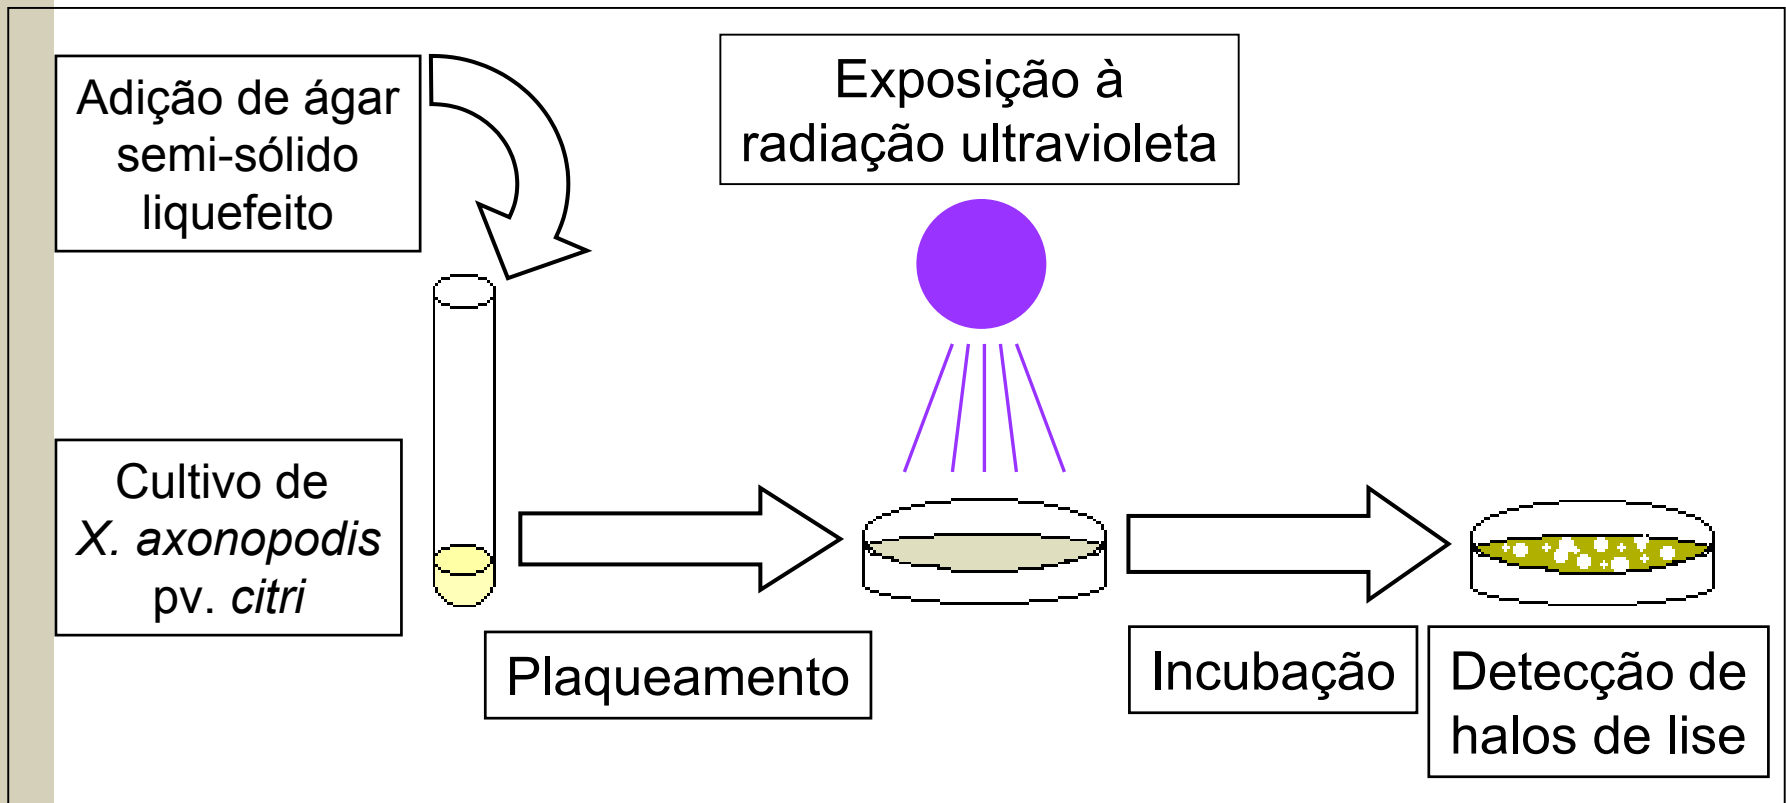 Adição de ágar
semi-sólido
liquefeito
Exposição à
radiação ultravioleta
Cultivo de
X. axonopodis
pv. citri
Plaqueamento
Incubação
Detecção de
halos de lise